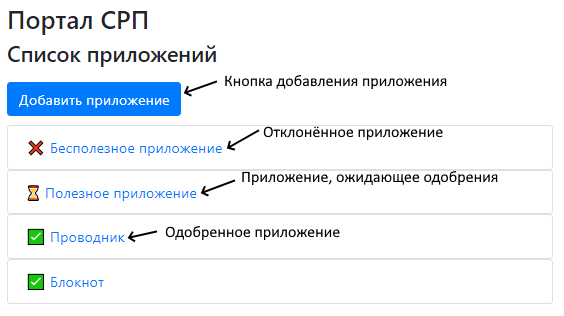 Портал СРП
Список приложений
Добавить приложение
Кнопка добавления приложения
Отклонённое приложение
Бесполезное приложение
Приложение, ожидающее одобрения
Полезное приложение
Проводник
Одобренное приложение
Блокнот